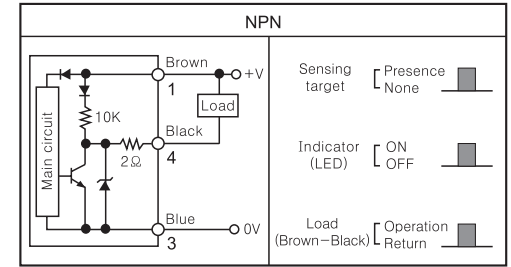 NPN
Brown
+V
1
Load
10K
Main circuit
Black
2Ω
4
Blue
0V
3
Sensing target
Presence
None
Indicator (LED)
ON
OFF
Load (Brown-Black)
Operation
Return